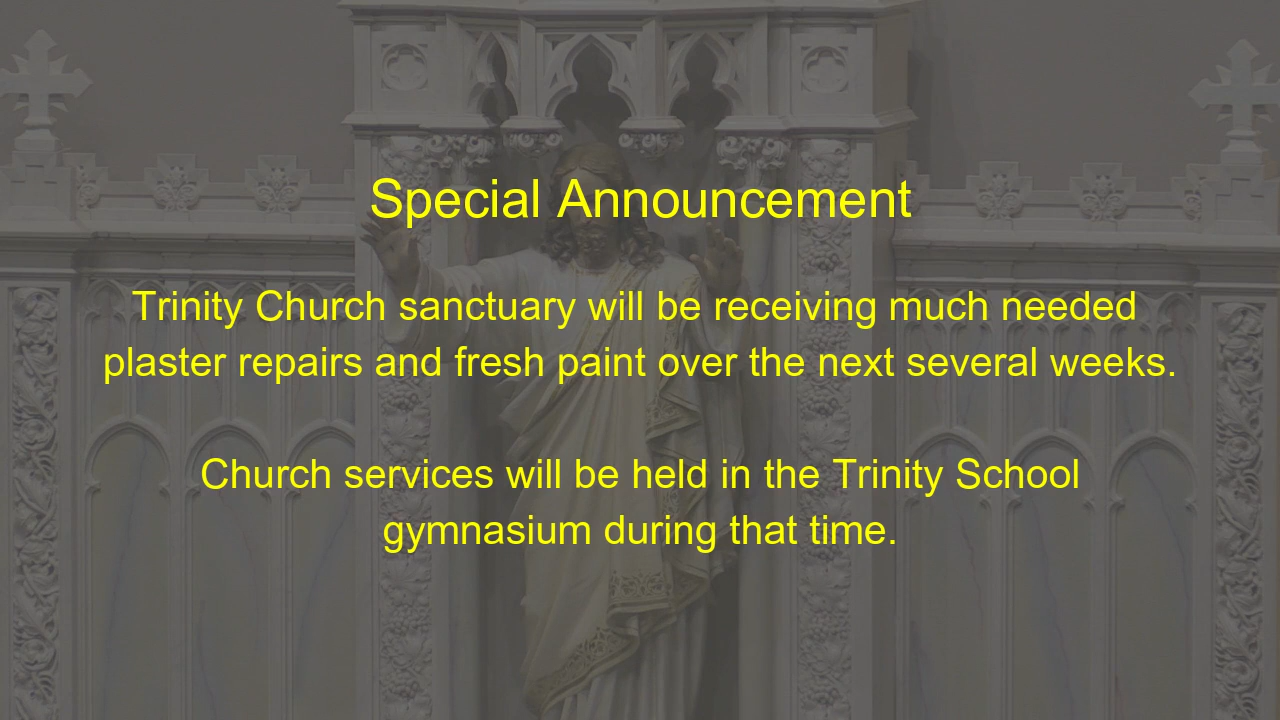 Special Announcement
Trinity Church sanctuary will be receiving much needed
plaster repairs and fresh paint over the next several weeks.
Church services will be held in the Trinity School
gymnasium during that time.